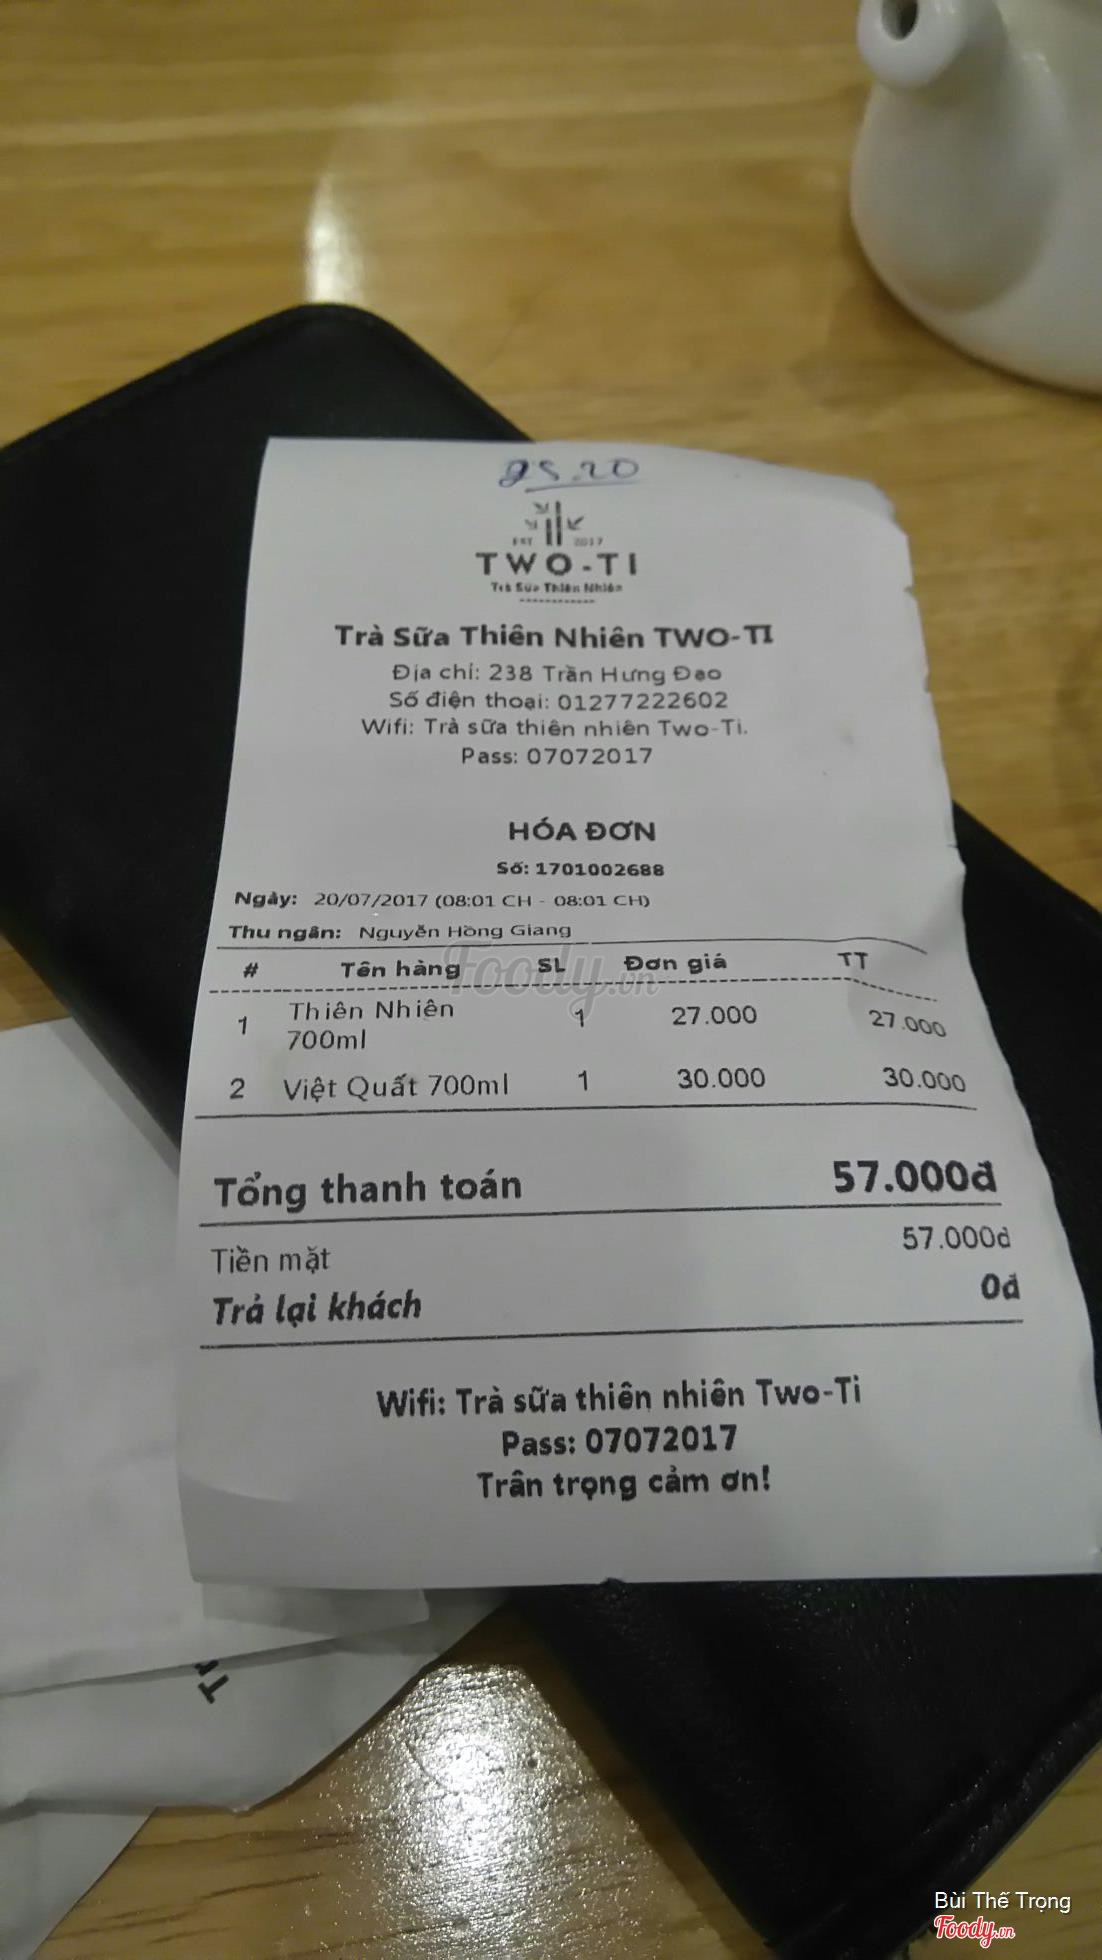 25.20
EST 2017
TWO-TI
Trà Sữa Thiên Nhiên
Trà Sữa Thiên Nhiên TWO-TI
Địa chỉ: 238 Trần Hưng Đạo
Số điện thoại: 01277222602
Wifi: Trà sữa thiên nhiên Two-Ti.
Pass: 07072017
HÓA ĐƠN
Số: 1701002688
Ngày: 20/07/2017 (08:01 CH - 08:01 CH)
Thu ngân: Nguyễn Hồng Giang
# Tên hàng SL Đơn giá TT
1 Thiên Nhiên 700ml 1 27.000 27.000
2 Việt Quất 700ml 1 30.000 30.000
Tổng thanh toán 57.000đ
Tiền mặt 57.000đ
Trả lại khách 0đ
Wifi: Trà sữa thiên nhiên Two-Ti
Pass: 07072017
Trân trọng cảm ơn!
Foody.vn
Bùi Thế Trọng
Foody.vn